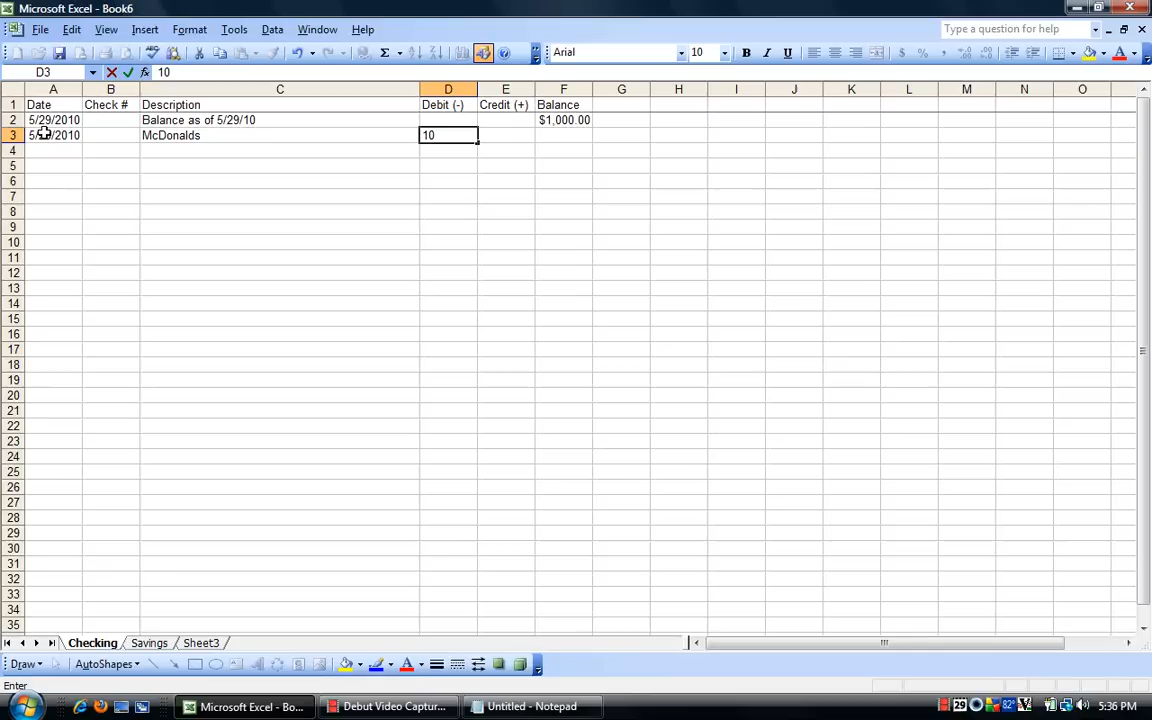 Microsoft Excel - Book6
File Edit View Insert Format Tools Data Window Help Type a question for help
Arial 10 B I U $ % ,
D3 fx 10
A B C D E F G H I J K L M N O
1 Date Check # Description Debit (-) Credit (+) Balance
2 5/29/2010 Balance as of 5/29/10 $1,000.00
3 McDonalds 10
4
5
6
7
8
9
10
11
12
13
14
15
16
17
18
19
20
21
22
23
24
25
26
27
28
29
30
31
32
33
34
35
Checking Savings Sheet3
Draw AutoShapes
Enter
Microsoft Excel - Bo... Debut Video Captur... Untitled - Notepad 29 82° 5:36 PM